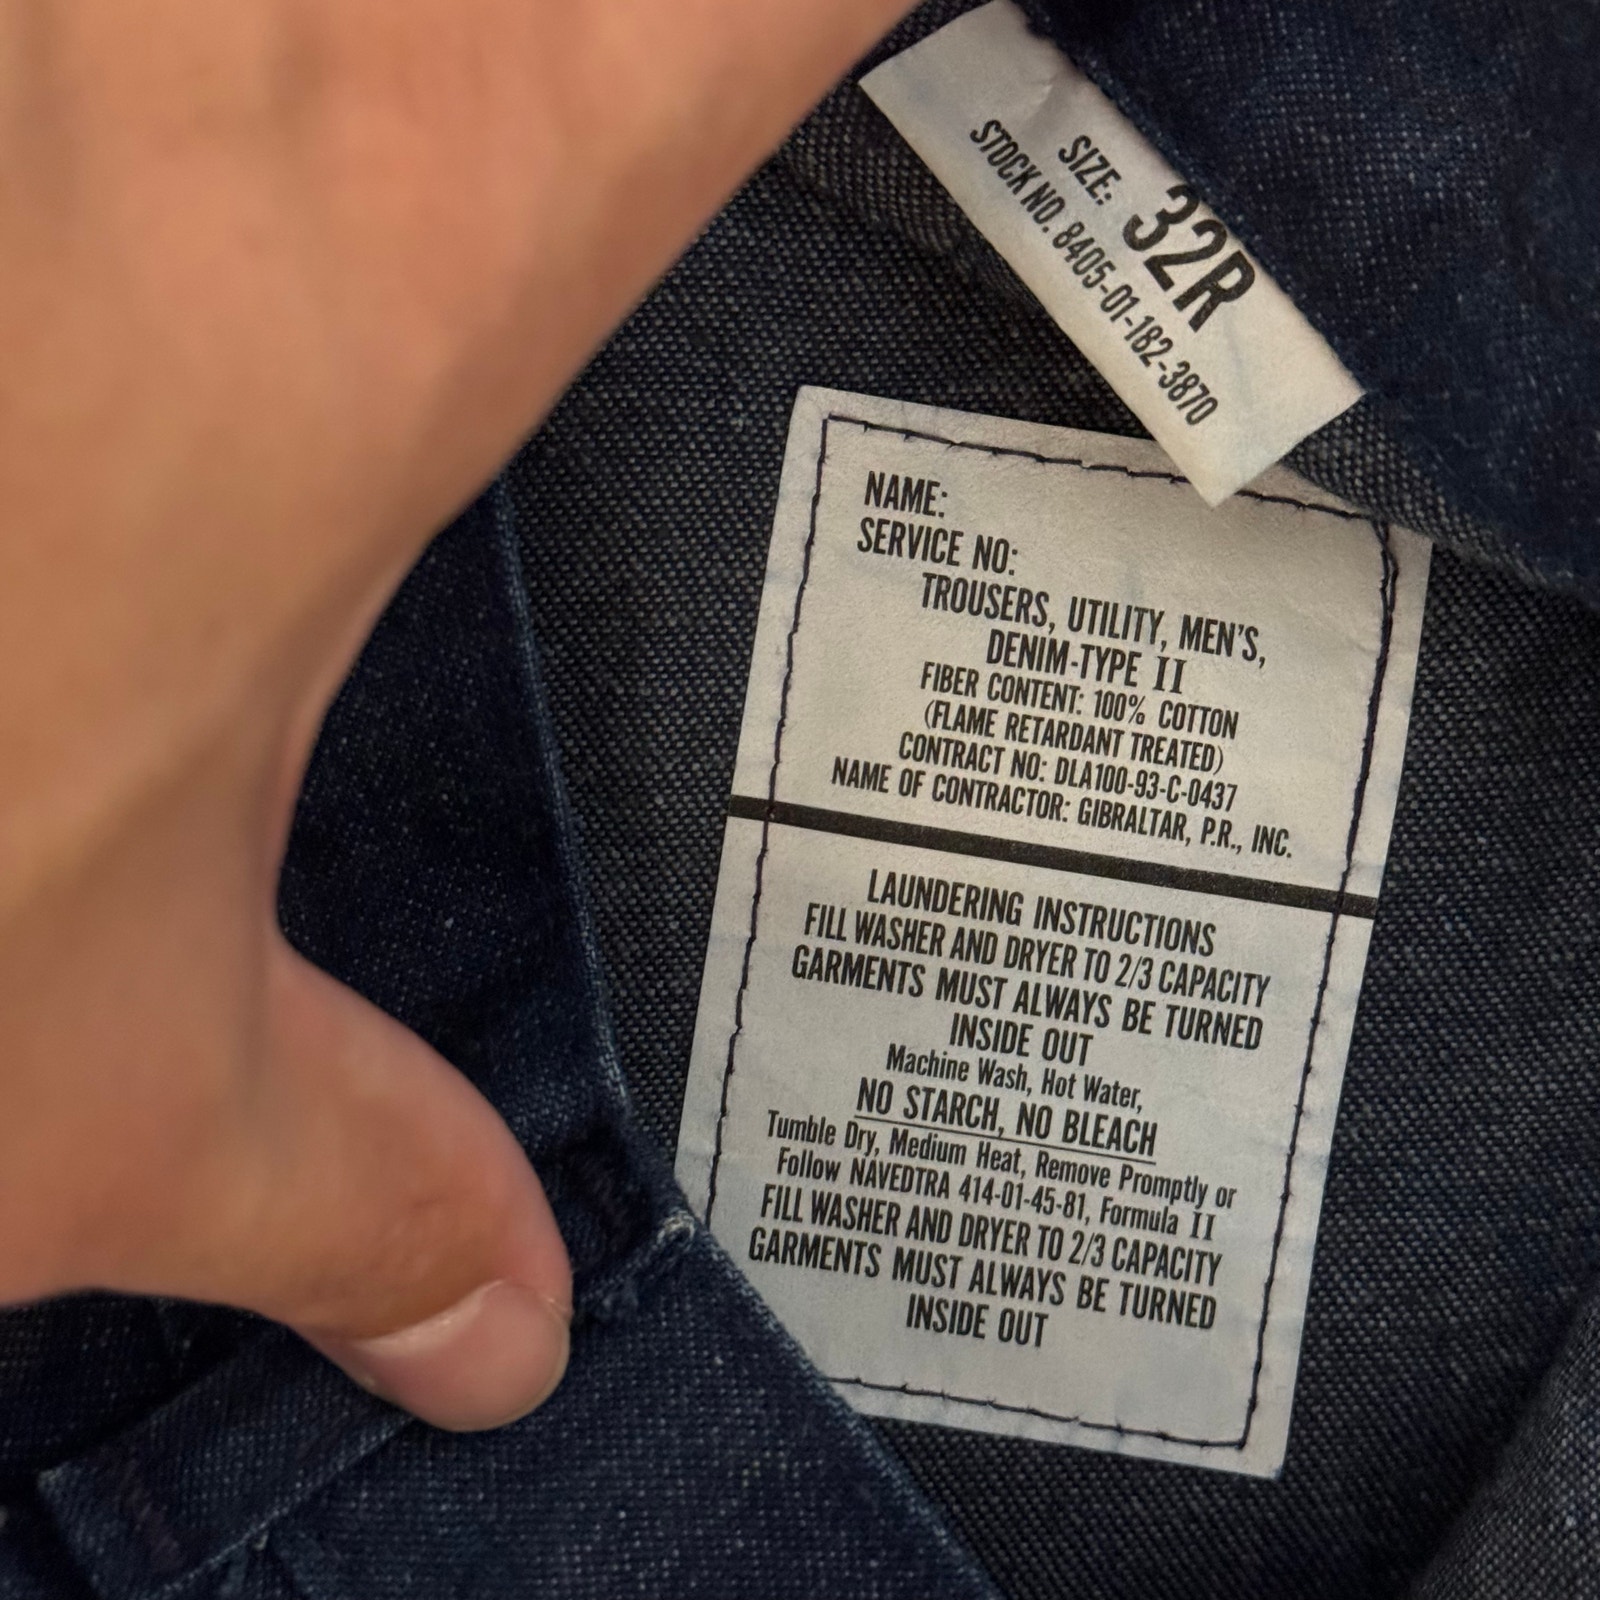 SIZE: 32R
STOCK NO. 8405-01-182-3870
NAME:
SERVICE NO:
TROUSERS, UTILITY, MEN'S,
DENIM-TYPE II
FIBER CONTENT: 100% COTTON
(FLAME RETARDANT TREATED)
CONTRACT NO: DLA100-93-C-0437
NAME OF CONTRACTOR: GIBRALTAR, P.R., INC.
LAUNDERING INSTRUCTIONS
FILL WASHER AND DRYER TO 2/3 CAPACITY
GARMENTS MUST ALWAYS BE TURNED
INSIDE OUT
Machine Wash, Hot Water,
NO STARCH, NO BLEACH
Tumble Dry, Medium Heat, Remove Promptly or
Follow NAVEDTRA 414-01-45-81, Formula II
FILL WASHER AND DRYER TO 2/3 CAPACITY
GARMENTS MUST ALWAYS BE TURNED
INSIDE OUT